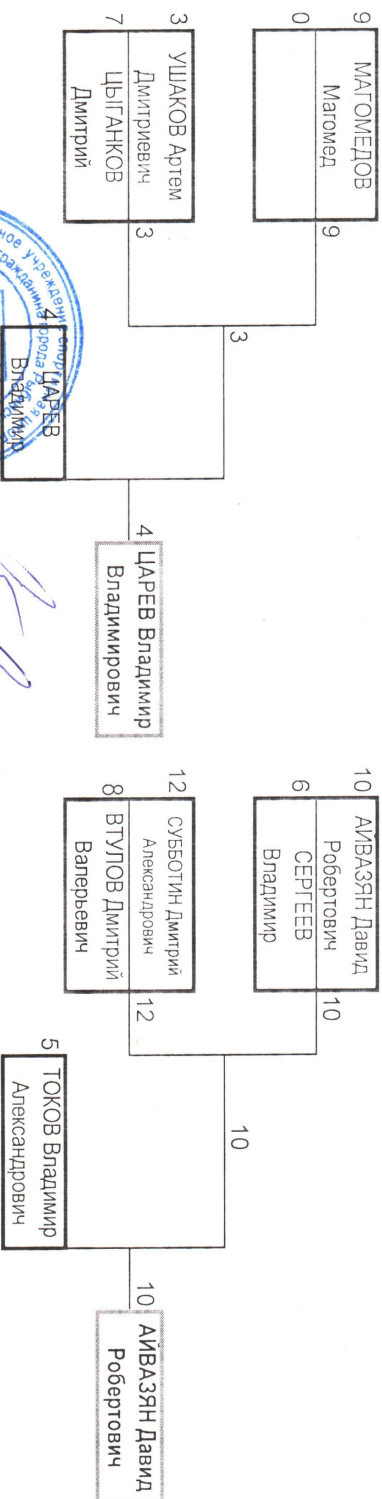 9
МАГОМЕДОВ
Магомед
0
9
3
УШАКОВ Артем
Дмитриевич
7
ЦЫГАНКОВ
Дмитрий
3
3
4
ЦАРЕВ
Владимир
4
ЦАРЕВ Владимир
Владимирович
10
АЙВАЗЯН Давид
Робертович
6
СЕРГЕЕВ
Владимир
10
12
СУББОТИН Дмитрий
Александрович
8
ВТУЛОВ Дмитрий
Валерьевич
12
10
5
ТОКОВ Владимир
Александрович
10
АЙВАЗЯН Давид
Робертович
учреждение
города